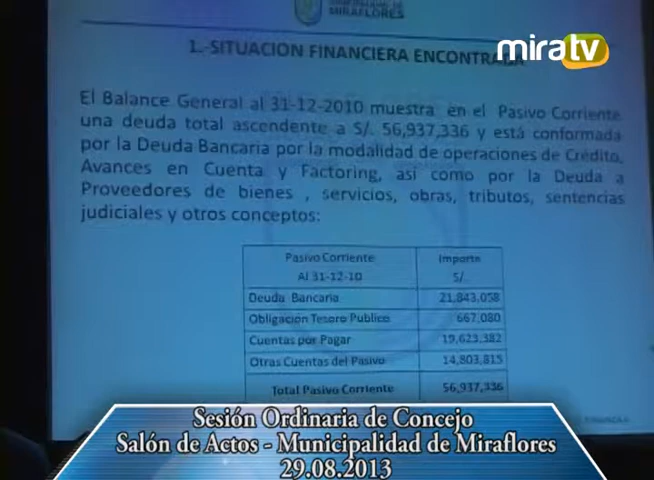 MIRAFLORES
miratv
1.-SITUACION FINANCIERA ENCONTRADA
El Balance General al 31-12-2010 muestra en el Pasivo Corriente
una deuda total ascendente a S/. 56,937,336 y está conformada
por la Deuda Bancaria por la modalidad de operaciones de Crédito,
Avances en Cuenta y Factoring, así como por la Deuda a
Proveedores de bienes , servicios, obras, tributos, sentencias
judiciales y otros conceptos:
Pasivo Corriente Importe
Al 31-12-10 S/.
Deuda Bancaria 21,843,058
Obligación Tesoro Publico 667,080
Cuentas por Pagar 19,623,382
Otras Cuentas del Pasivo 14,803,815
Total Pasivo Corriente 56,937,336
Sesión Ordinaria de Concejo
Salón de Actos - Municipalidad de Miraflores
29.08.2013